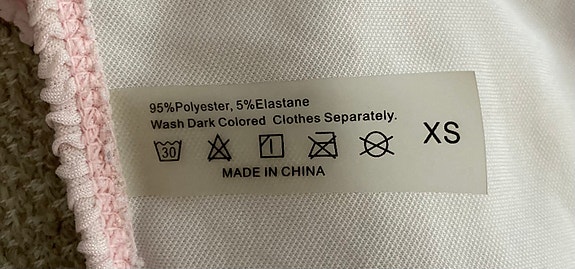 95%Polyester, 5%Elastane
Wash Dark Colored Clothes Separately.
30
XS
MADE IN CHINA